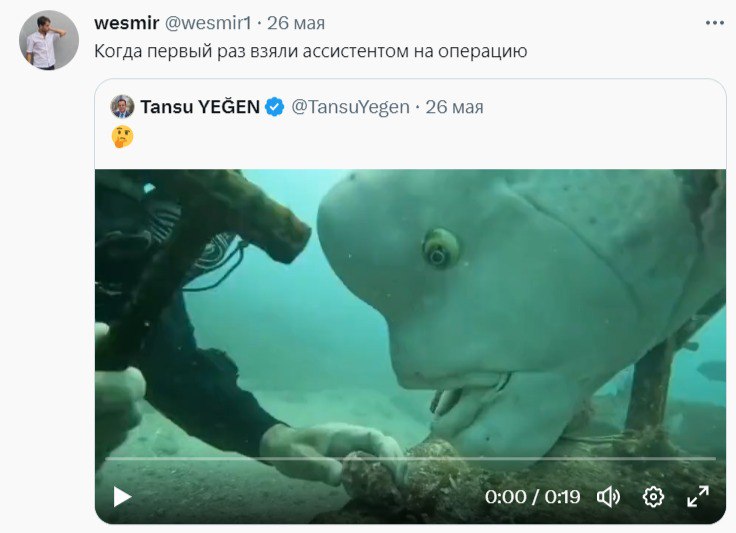 wesmir @wesmir1 · 26 мая
Когда первый раз взяли ассистентом на операцию
Tansu YEĞEN @TansuYegen · 26 мая
🤔
0:00 / 0:19